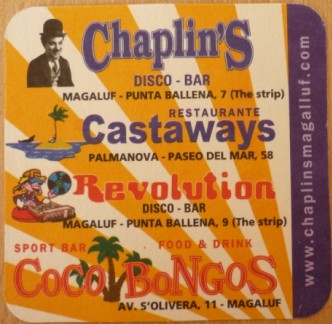 Chaplin's
DISCO - BAR
MAGALUF - PUNTA BALLENA, 7 (The strip)
RESTAURANTE
Castaways
PALMANOVA - PASEO DEL MAR, 58
Revolution
DISCO - BAR
MAGALUF - PUNTA BALLENA, 9 (The strip)
SPORT BAR FOOD & DRINK
COCO BONGOS
AV. S'OLIVERA, 11 - MAGALUF
www.chaplinsmagalluf.com